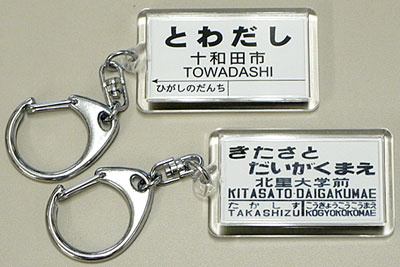 とわだし
十和田市
TOWADASHI
ひがしのだんち
きたさと
だいがくまえ
北里大学前
KITASATO-DAIGAKUMAE
たかしず こうぎょうこうこうまえ
TAKASHIZU KŌGYŌKŌKŌMAE